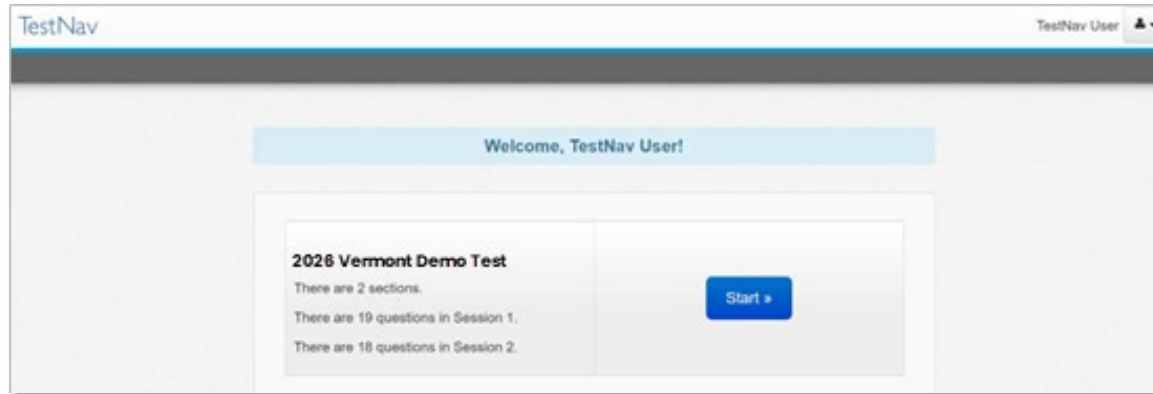 TestNav
TestNav User
Welcome, TestNav User!
2026 Vermont Demo Test
There are 2 sections.
There are 19 questions in Session 1.
There are 18 questions in Session 2.
Start »